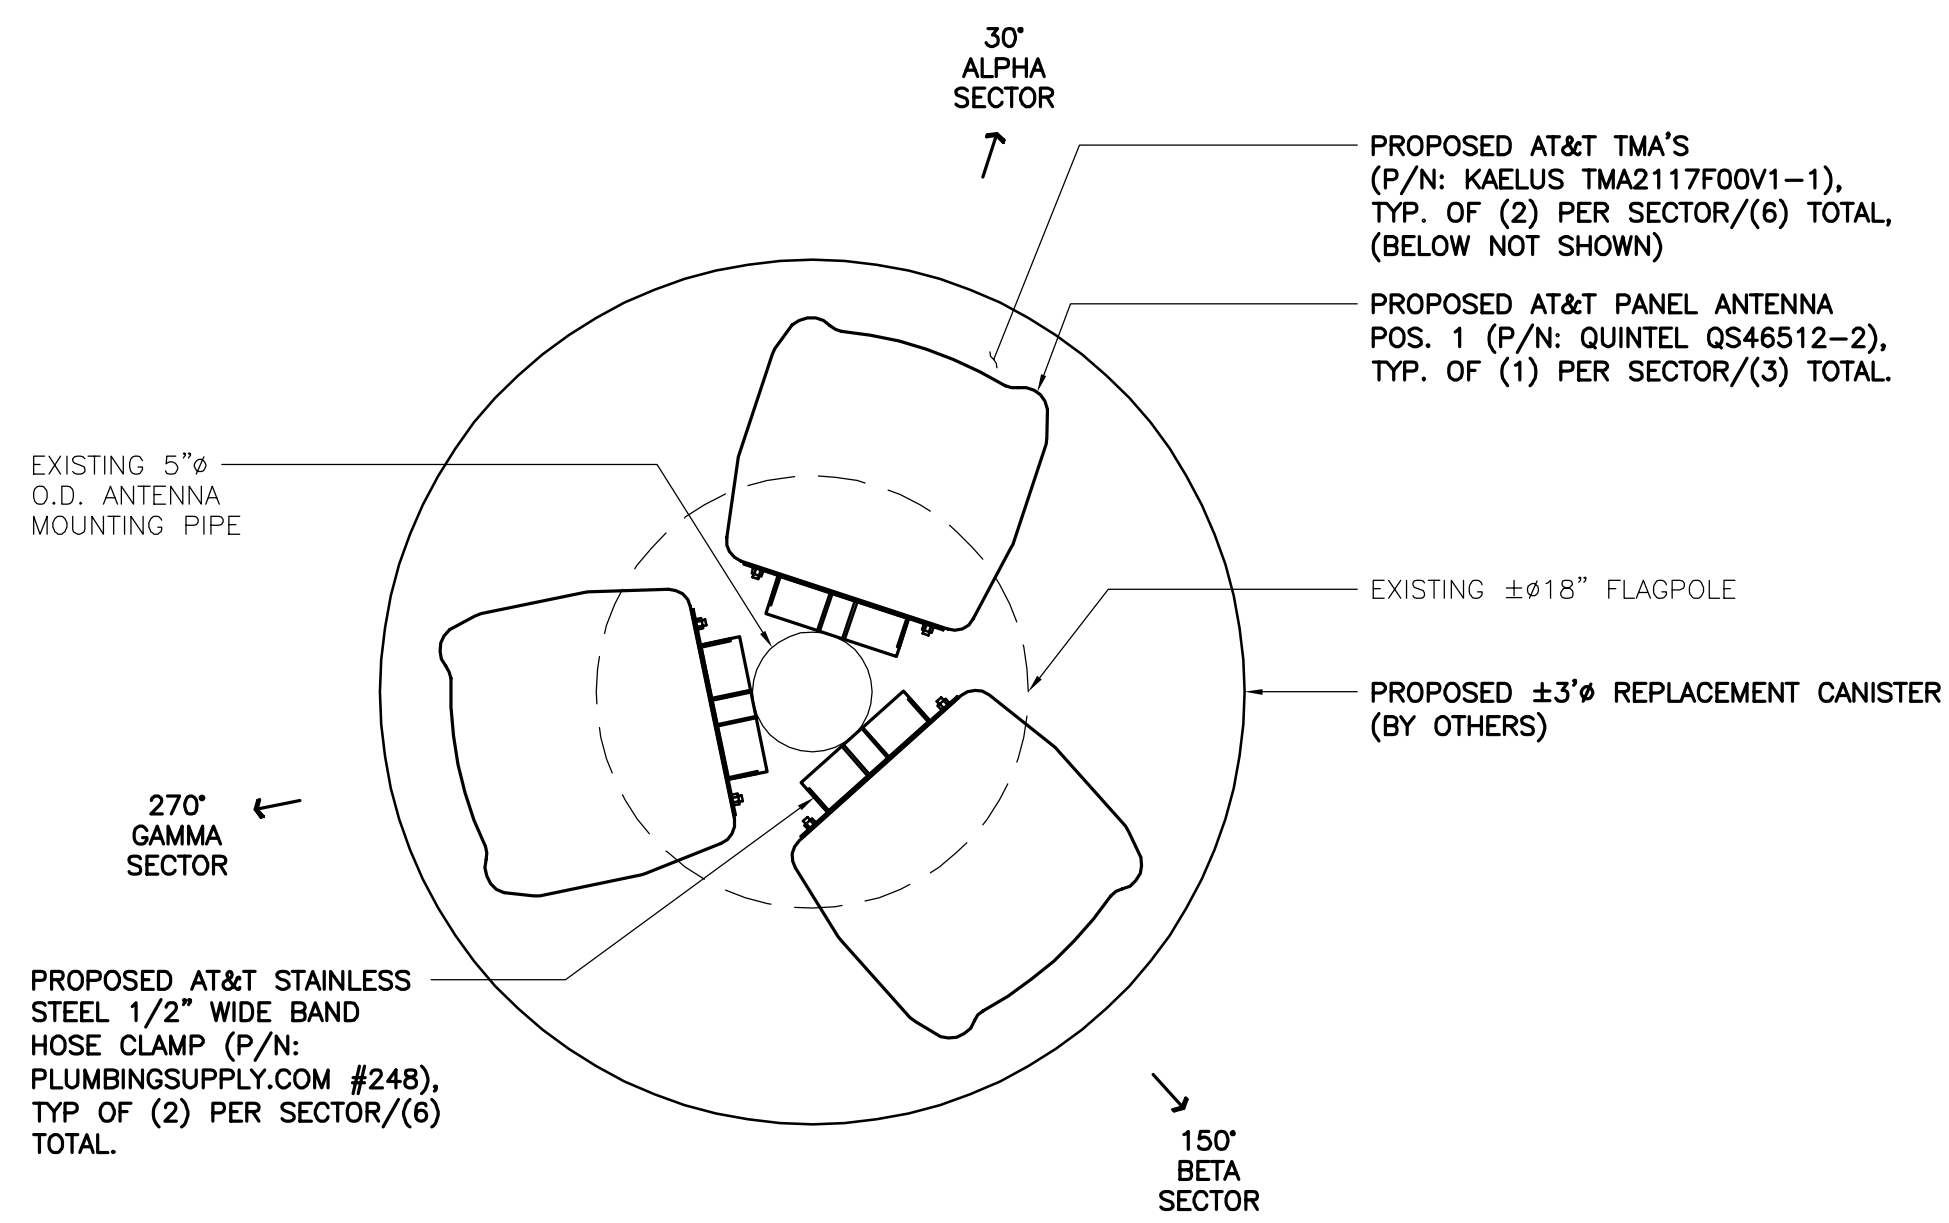 30°
ALPHA
SECTOR
PROPOSED AT&T TMA'S
(P/N: KAELUS TMA2117F00V1-1),
TYP. OF (2) PER SECTOR/(6) TOTAL,
(BELOW NOT SHOWN)
PROPOSED AT&T PANEL ANTENNA
POS. 1 (P/N: QUINTEL QS46512-2),
TYP. OF (1) PER SECTOR/(3) TOTAL.
EXISTING 5"ø
O.D. ANTENNA
MOUNTING PIPE
EXISTING ±ø18" FLAGPOLE
PROPOSED ±3'ø REPLACEMENT CANISTER
(BY OTHERS)
270°
GAMMA
SECTOR
PROPOSED AT&T STAINLESS
STEEL 1/2" WIDE BAND
HOSE CLAMP (P/N:
PLUMBINGSUPPLY.COM #248),
TYP OF (2) PER SECTOR/(6)
TOTAL.
150°
BETA
SECTOR